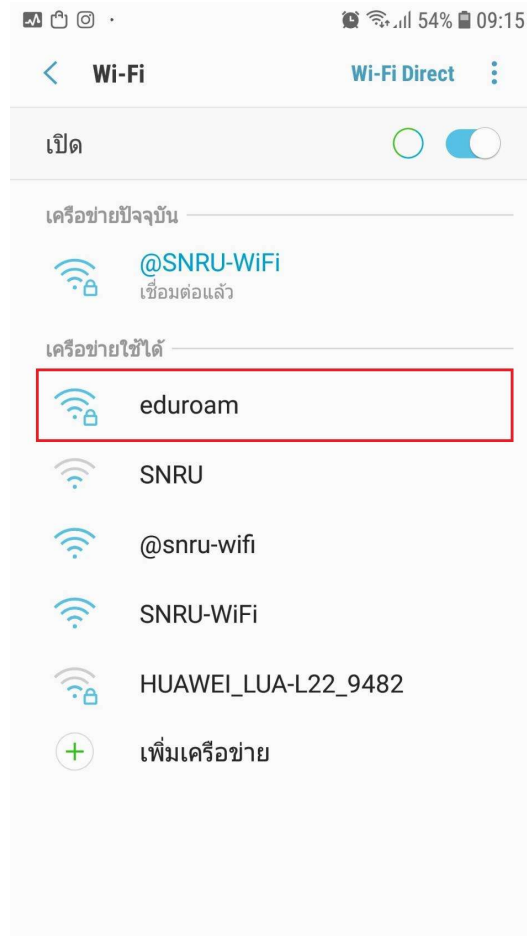 54% 09:15
Wi-Fi Wi-Fi Direct
เปิด
เครือข่ายปัจจุบัน
@SNRU-WiFi
เชื่อมต่อแล้ว
เครือข่ายใช้ได้
eduroam
SNRU
@snru-wifi
SNRU-WiFi
HUAWEI_LUA-L22_9482
เพิ่มเครือข่าย